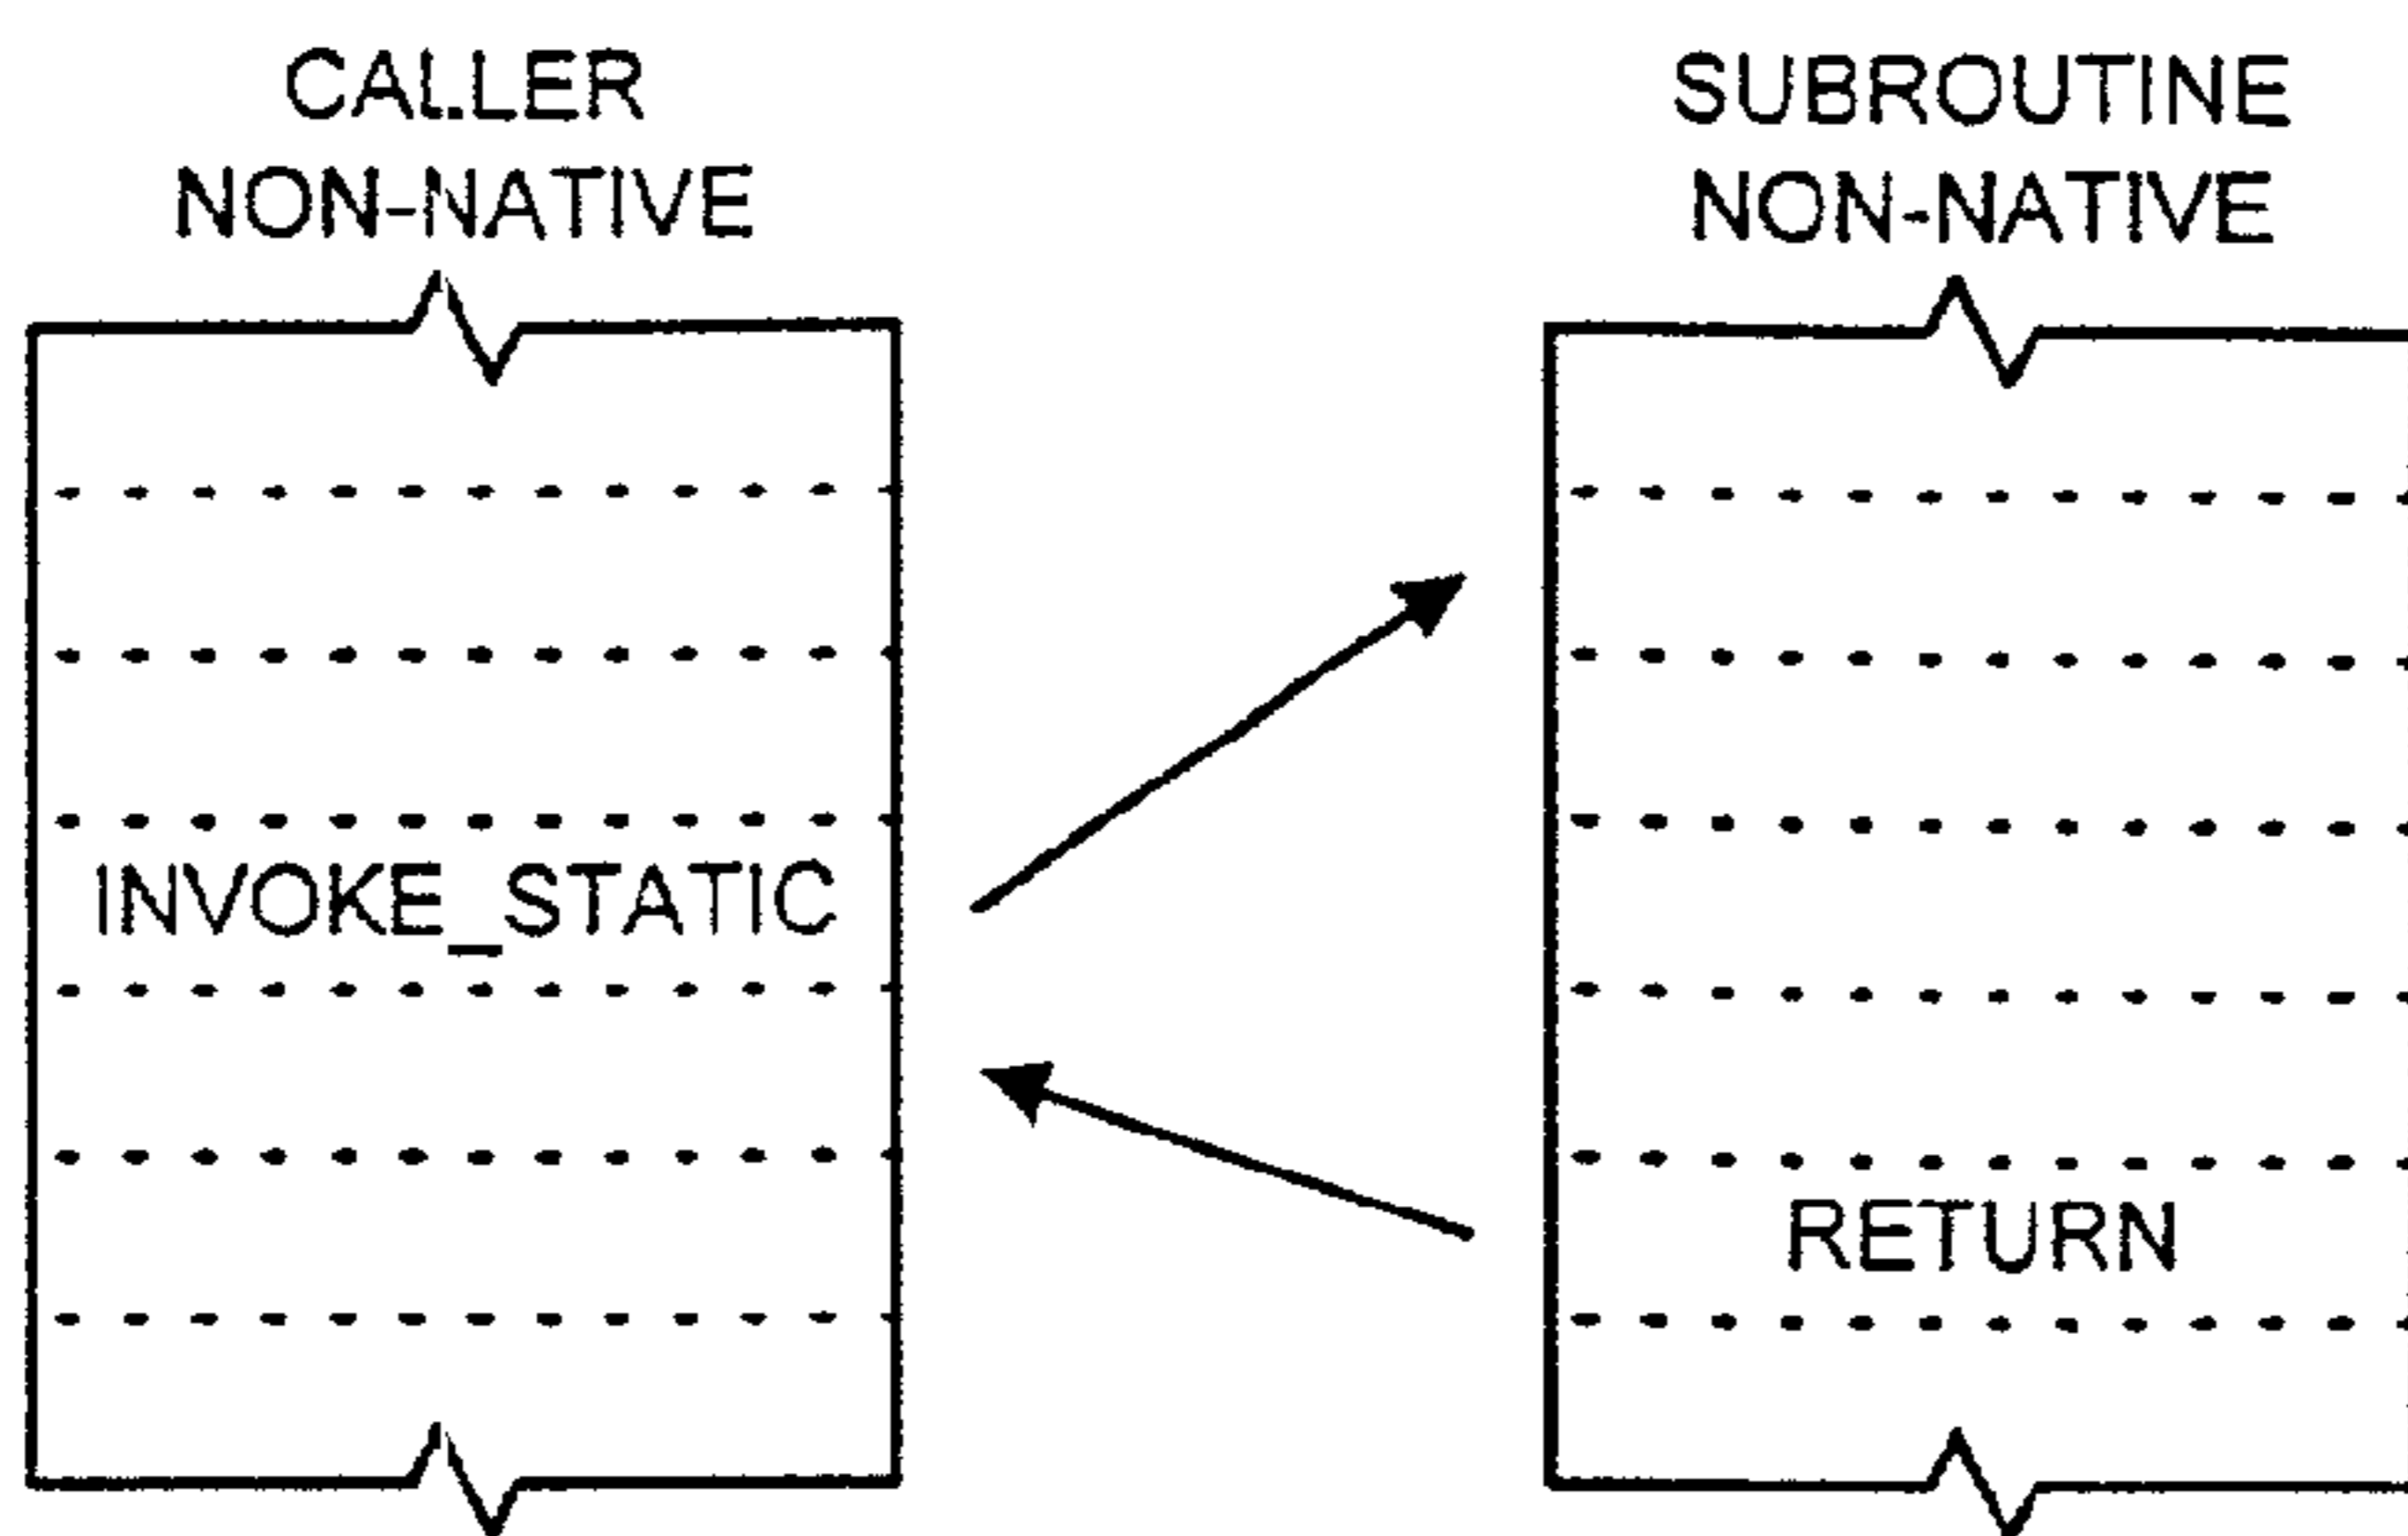 CALLER
NON-NATIVE
SUBROUTINE
NON-NATIVE
INVOKE_STATIC
RETURN